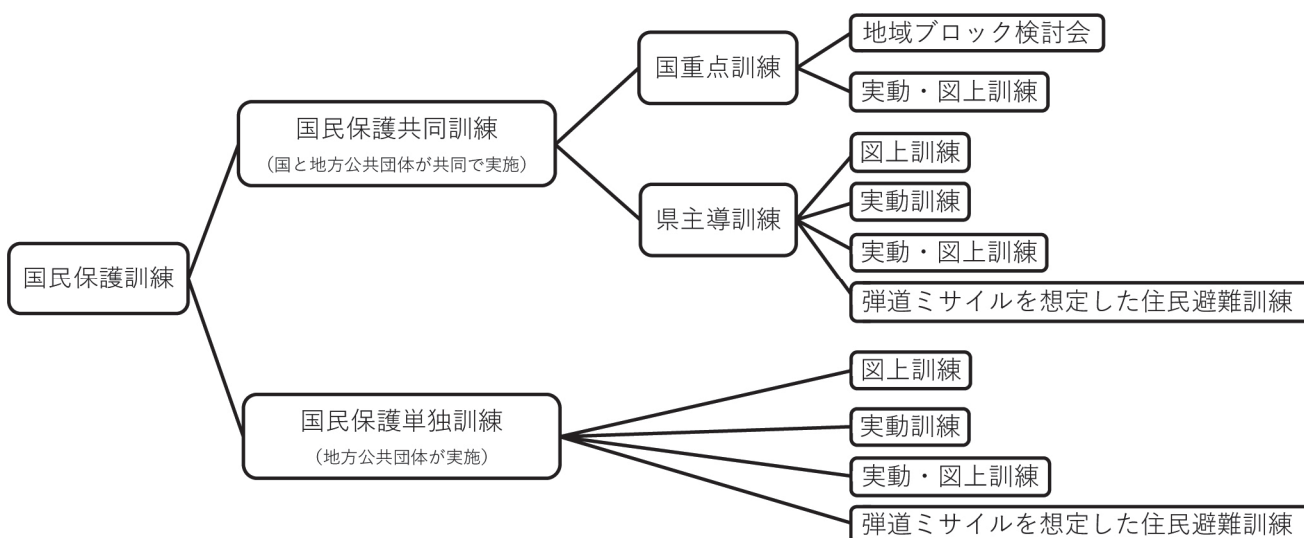 国民保護訓練
国民保護共同訓練
（国と地方公共団体が共同で実施）
国重点訓練
地域ブロック検討会
実動・図上訓練
県主導訓練
図上訓練
実動訓練
実動・図上訓練
弾道ミサイルを想定した住民避難訓練
国民保護単独訓練
（地方公共団体が実施）
図上訓練
実動訓練
実動・図上訓練
弾道ミサイルを想定した住民避難訓練